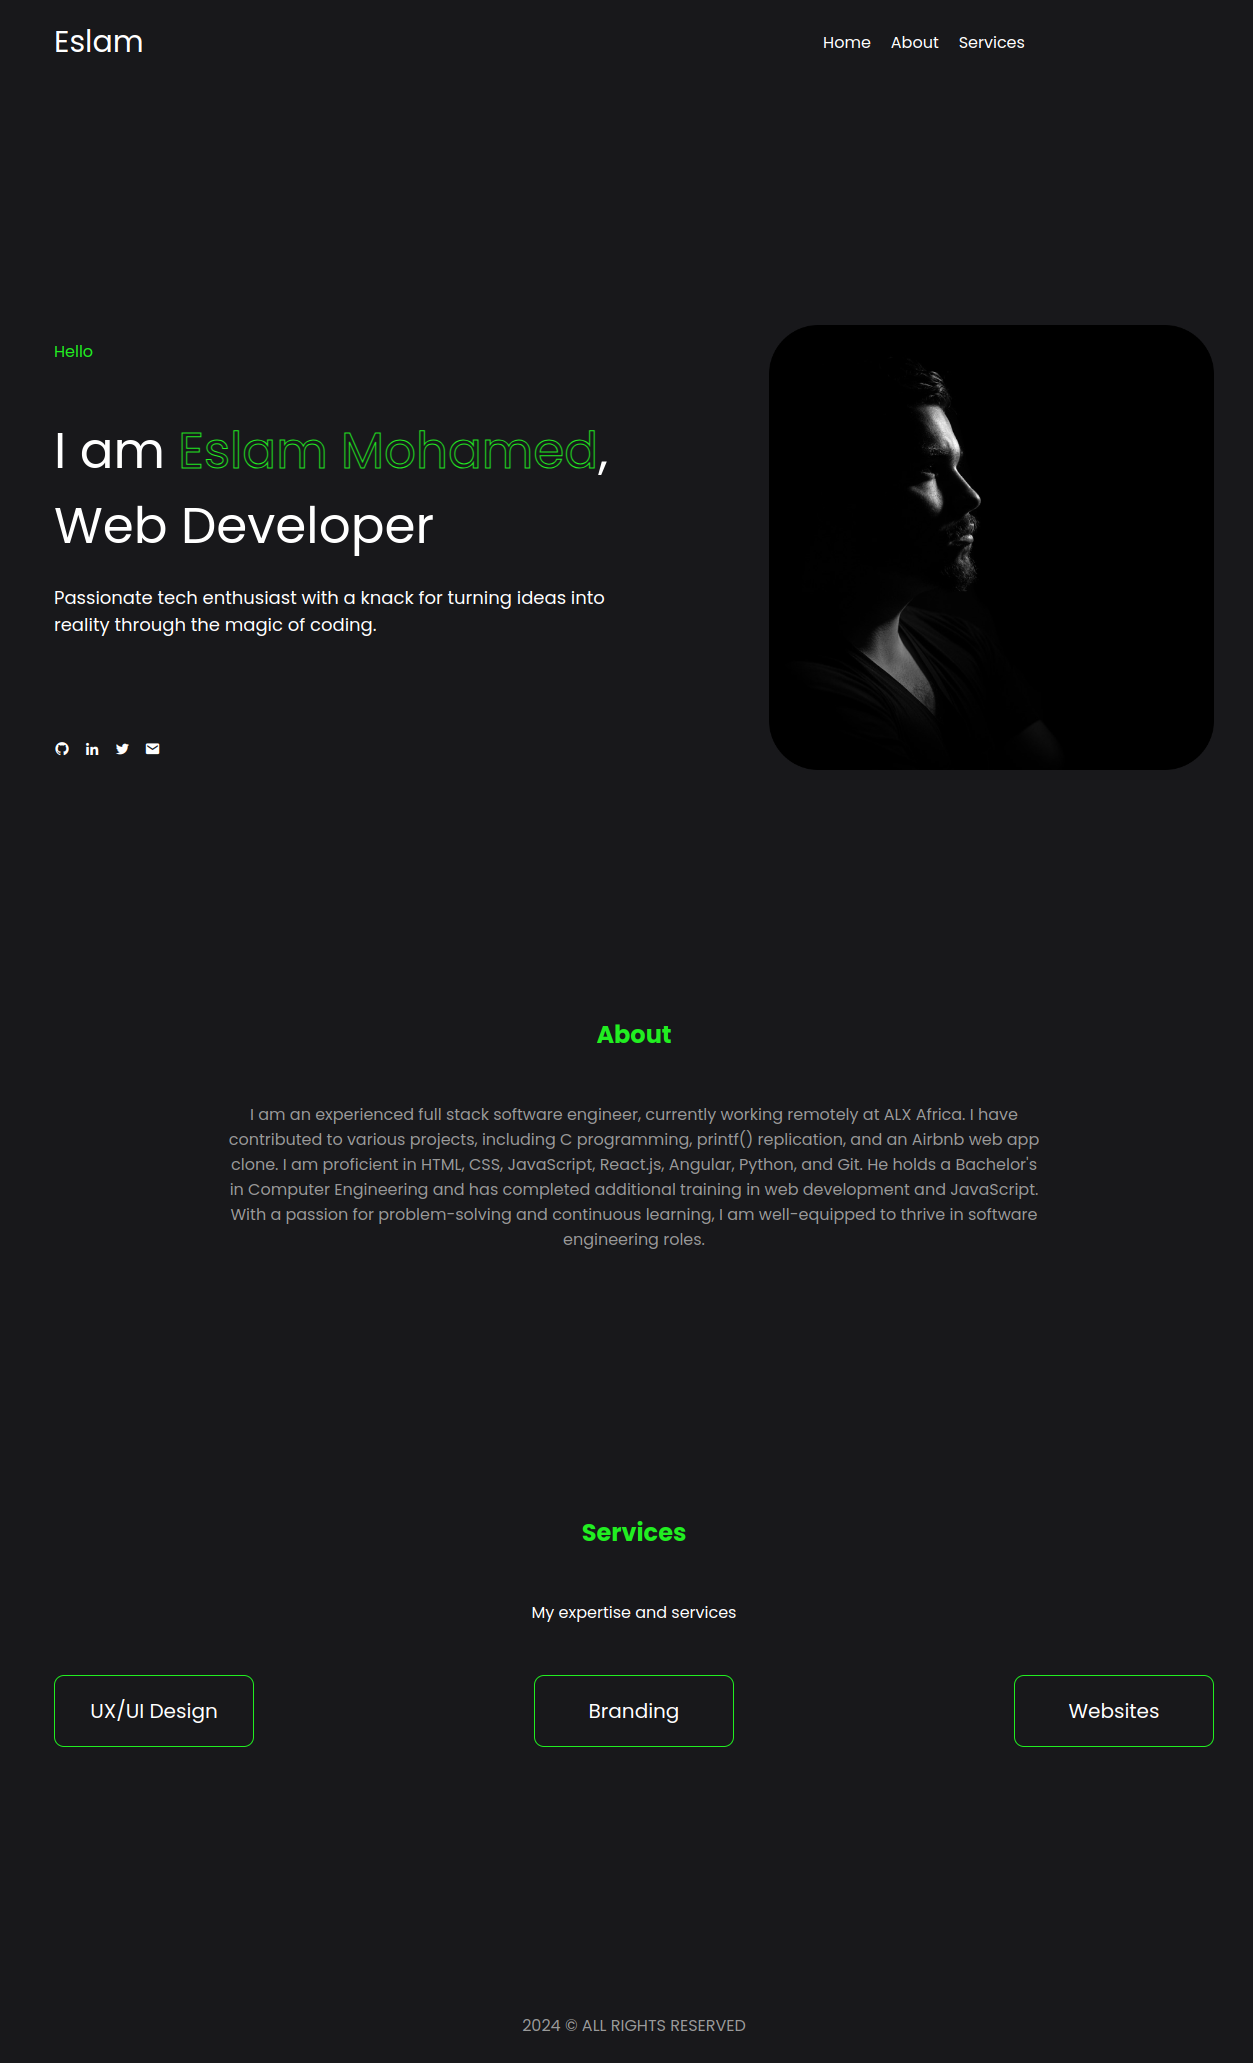 Eslam
Home About Services
Hello
I am Eslam Mohamed,
Web Developer
Passionate tech enthusiast with a knack for turning ideas into
reality through the magic of coding.
About
I am an experienced full stack software engineer, currently working remotely at ALX Africa. I have
contributed to various projects, including C programming, printf() replication, and an Airbnb web app
clone. I am proficient in HTML, CSS, JavaScript, React.js, Angular, Python, and Git. He holds a Bachelor's
in Computer Engineering and has completed additional training in web development and JavaScript.
With a passion for problem-solving and continuous learning, I am well-equipped to thrive in software
engineering roles.
Services
My expertise and services
UX/UI Design
Branding
Websites
2024 © ALL RIGHTS RESERVED